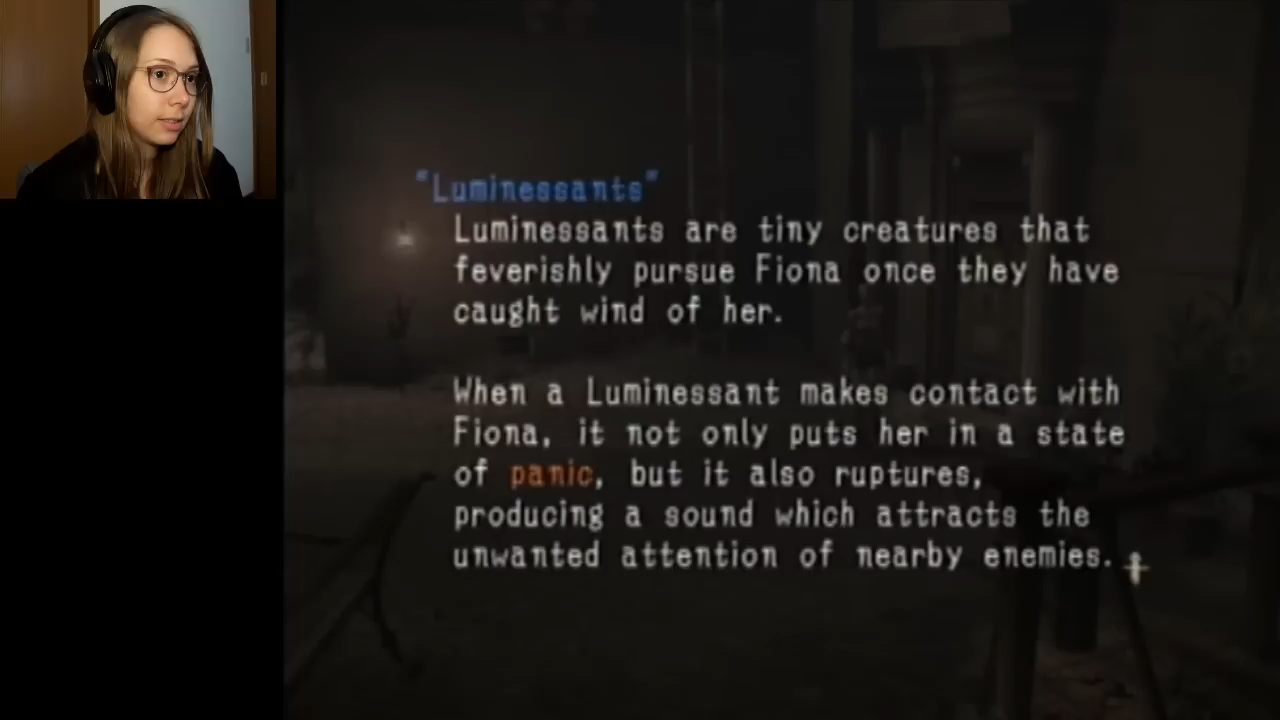 "Luminessants"
Luminessants are tiny creatures that
feverishly pursue Fiona once they have
caught wind of her.
When a Luminessant makes contact with
Fiona, it not only puts her in a state
of panic, but it also ruptures,
producing a sound which attracts the
unwanted attention of nearby enemies.